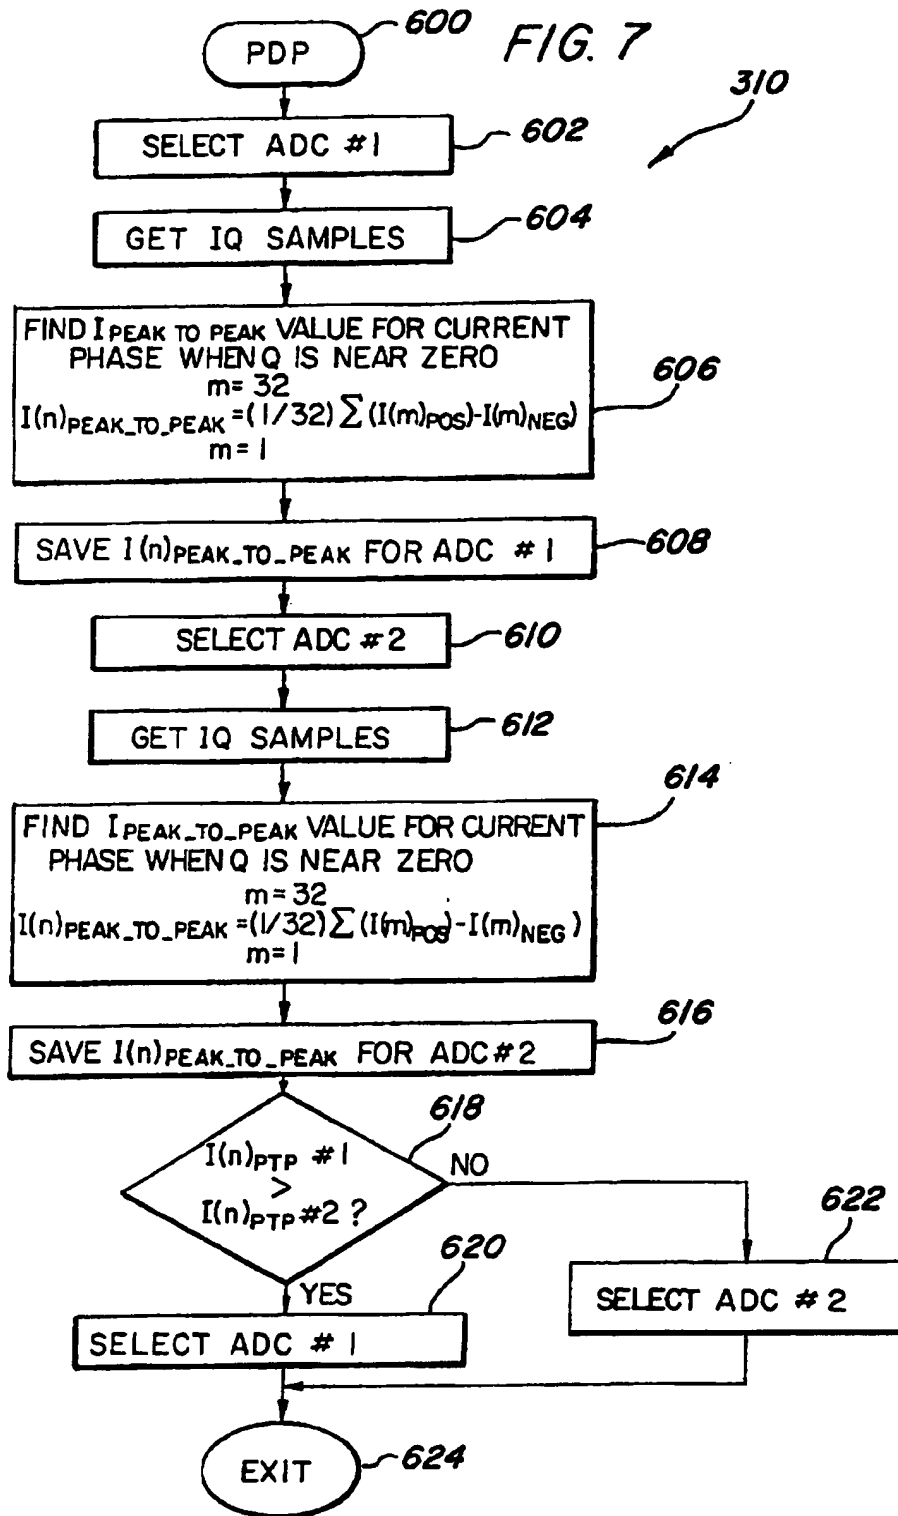 600
FIG. 7
PDP
310
SELECT ADC #1
602
GET IQ SAMPLES
604
FIND I PEAK TO PEAK VALUE FOR CURRENT
PHASE WHEN Q IS NEAR ZERO
m= 32
I(n)PEAK_TO_PEAK =(1/32) ∑ (I(m)POS)-I(m)NEG)
m= 1
606
SAVE I(n)PEAK_TO_PEAK FOR ADC #1
608
SELECT ADC #2
610
GET IQ SAMPLES
612
614
FIND I PEAK_TO_PEAK VALUE FOR CURRENT
PHASE WHEN Q IS NEAR ZERO
m=32
I(n)PEAK_TO_PEAK =(1/32) ∑ (I(m)POS)-I(m)NEG)
m=1
616
SAVE I(n)PEAK_TO_PEAK FOR ADC#2
618
I(n)PTP #1
>
I(n)PTP #2 ?
NO
622
620
YES
SELECT ADC #1
SELECT ADC #2
EXIT
624